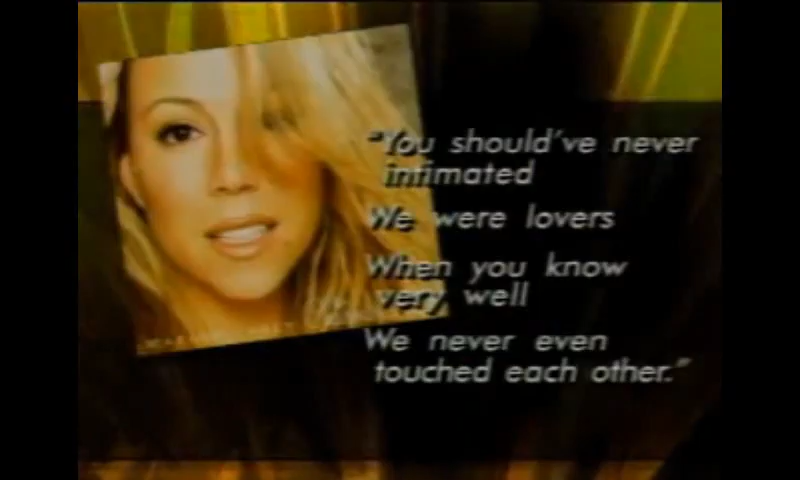 "You should've never
intimated
We were lovers
When you know
very well
We never even
touched each other."